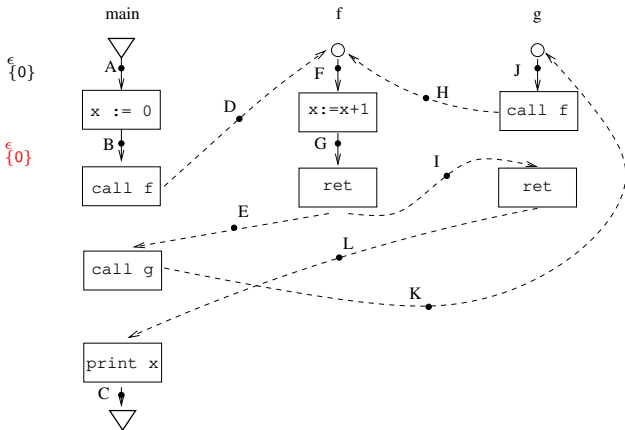 main f g
ϵ
{0}
A F J
H
x := 0 D x:=x+1 call f
B G
ϵ
{0}
I
call f ret ret
E
L
call g
K
print x
C